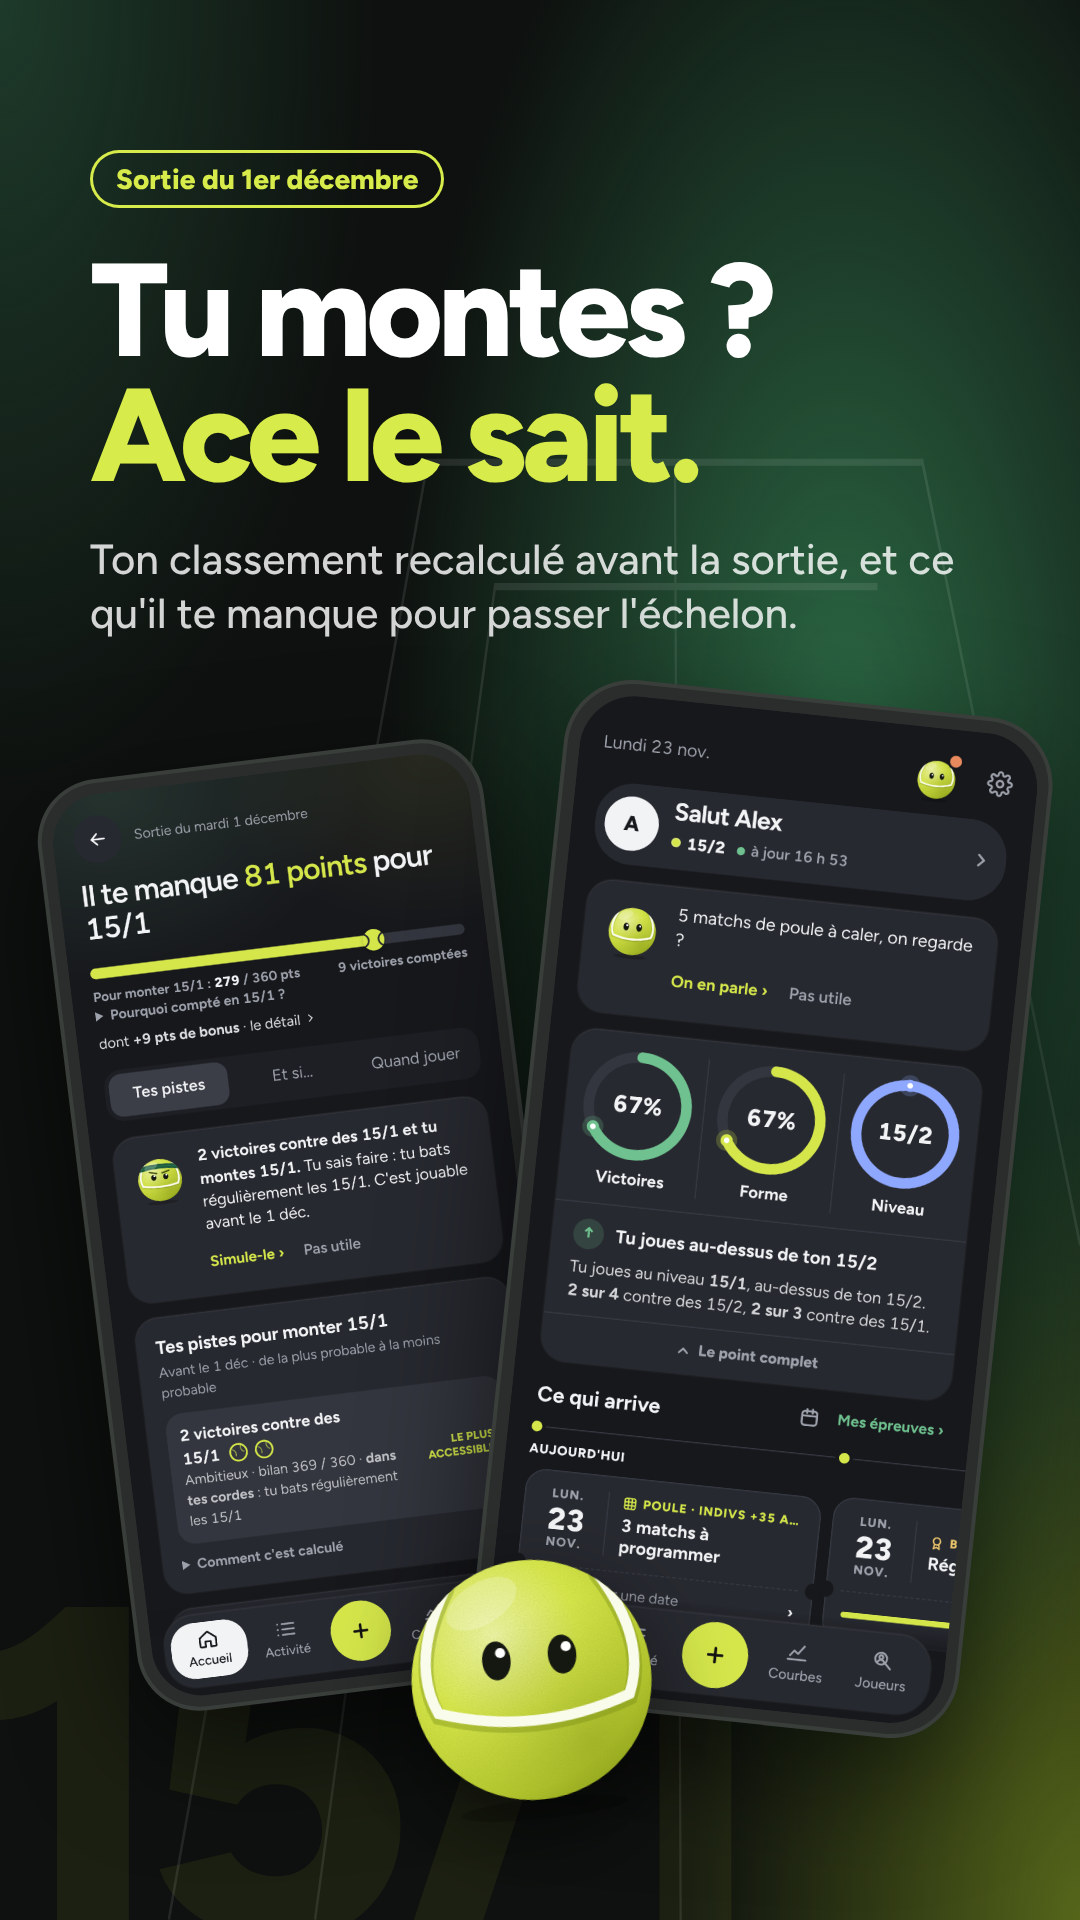 Sortie du 1er décembre
Tu montes ?
Ace le sait.
Ton classement recalculé avant la sortie, et ce
qu'il te manque pour passer l'échelon.
Sortie du mardi 1 décembre
Il te manque 81 points pour
15/1
Pour monter 15/1 : 279 / 360 pts
9 victoires comptées
Pourquoi compté en 15/1 ?
dont +9 pts de bonus · le détail ›
Tes pistes
Et si...
Quand jouer
2 victoires contre des 15/1 et tu
montes 15/1. Tu sais faire : tu bats
régulièrement les 15/1. C'est jouable
avant le 1 déc.
Simule-le ›
Pas utile
Tes pistes pour monter 15/1
Avant le 1 déc · de la plus probable à la moins
probable
2 victoires contre des
15/1
LE PLUS
ACCESSIBL
Ambitieux · bilan 369 / 360 · dans
tes cordes : tu bats régulièrement
les 15/1
Comment c'est calculé
Accueil
Activité
+
Lundi 23 nov.
A
Salut Alex
15/2
à jour 16 h 53
5 matchs de poule à caler, on regarde
?
On en parle ›
Pas utile
67%
Victoires
67%
Forme
15/2
Niveau
Tu joues au-dessus de ton 15/2
Tu joues au niveau 15/1, au-dessus de ton 15/2.
2 sur 4 contre des 15/2, 2 sur 3 contre des 15/1.
Le point complet
Ce qui arrive
Mes épreuves ›
AUJOURD'HUI
LUN.
23
NOV.
POULE · INDIVS +35 A...
3 matchs à
programmer
une date
›
LUN.
23
NOV.
B
Rég
é
+
Courbes
Joueurs
15/1